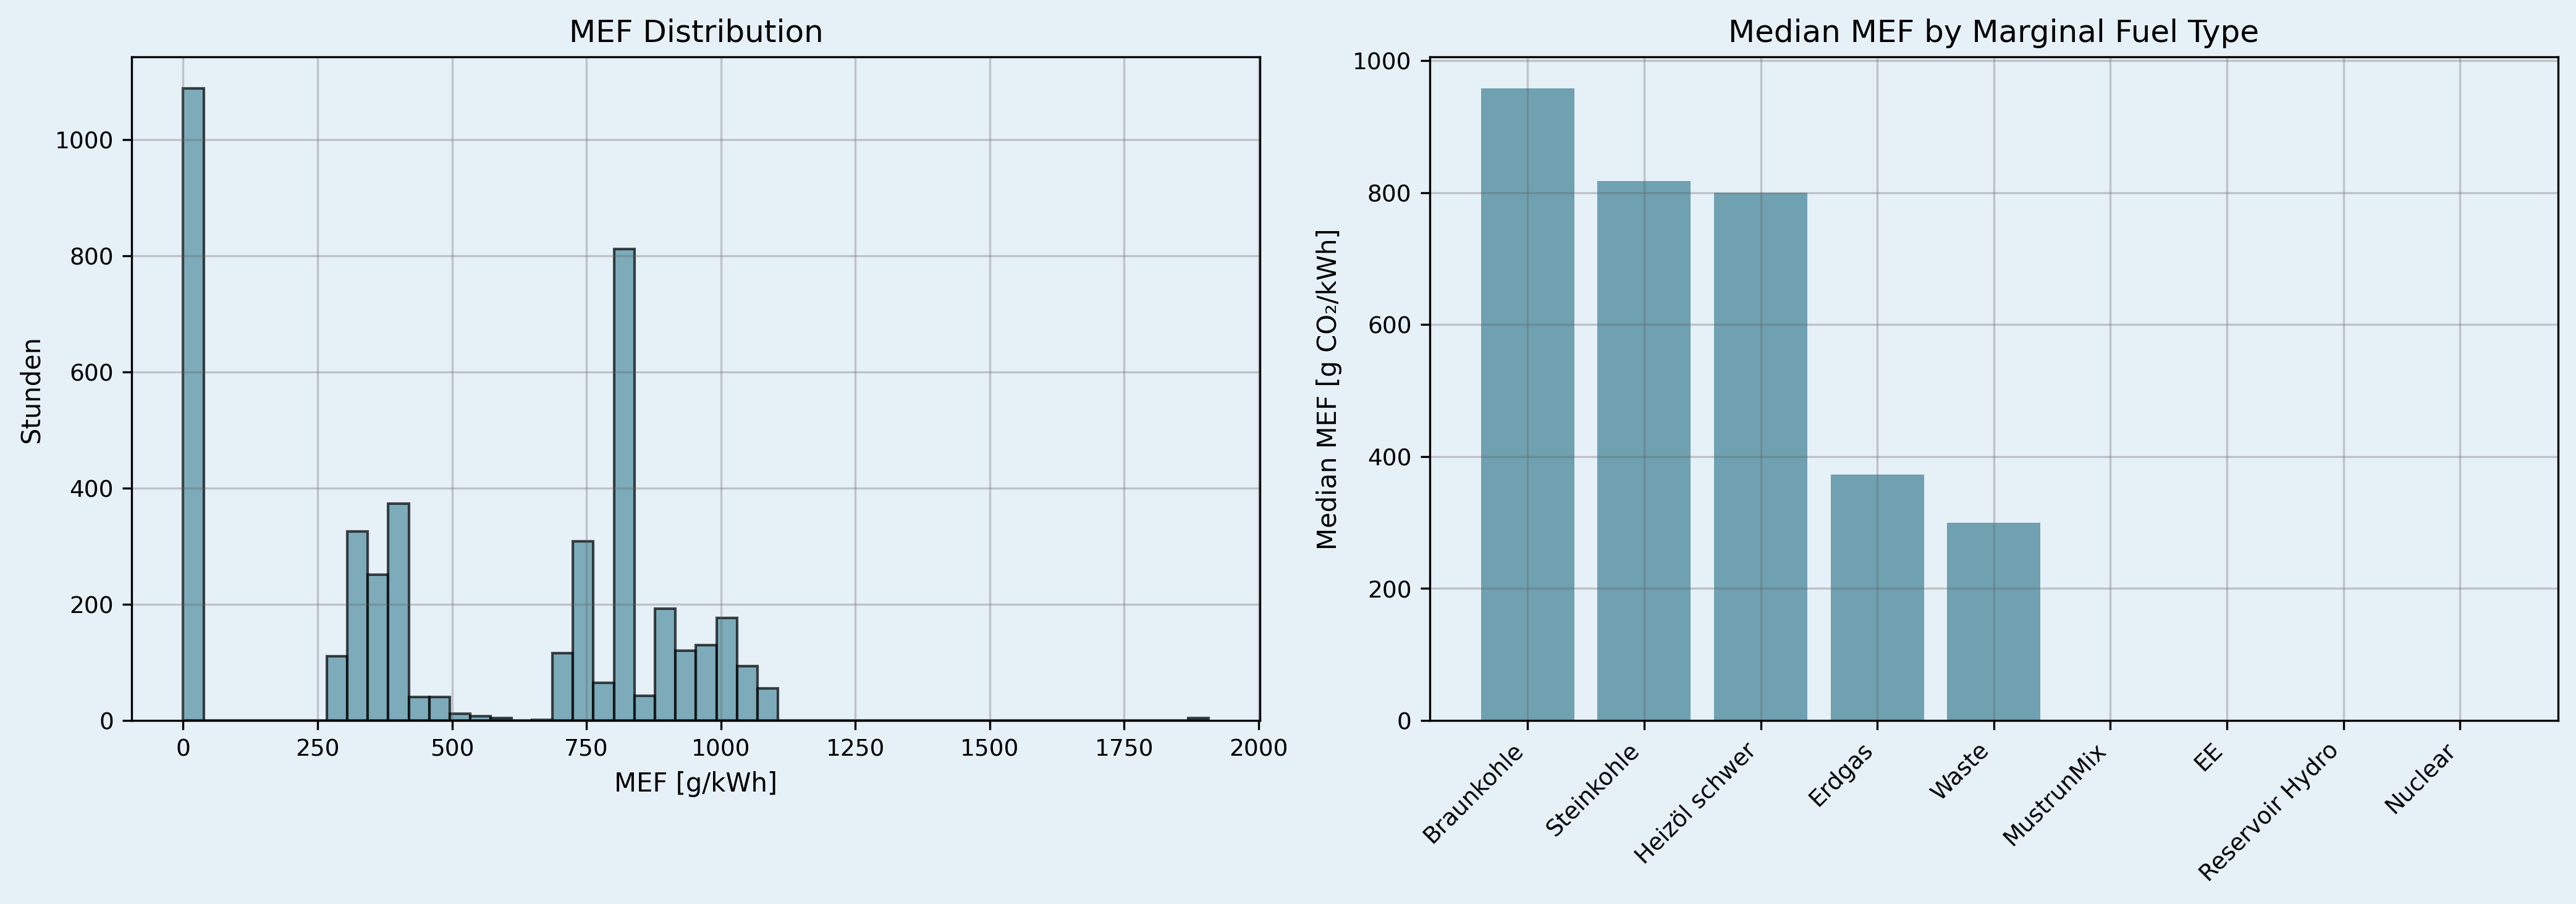 MEF Distribution
Stunden
1000
800
600
400
200
0
0 250 500 750 1000 1250 1500 1750 2000
MEF [g/kWh]
Median MEF by Marginal Fuel Type
Median MEF [g CO₂/kWh]
1000
800
600
400
200
0
Braunkohle
Steinkohle
Heizöl schwer
Erdgas
Waste
MustrunMix
EE
Reservoir Hydro
Nuclear